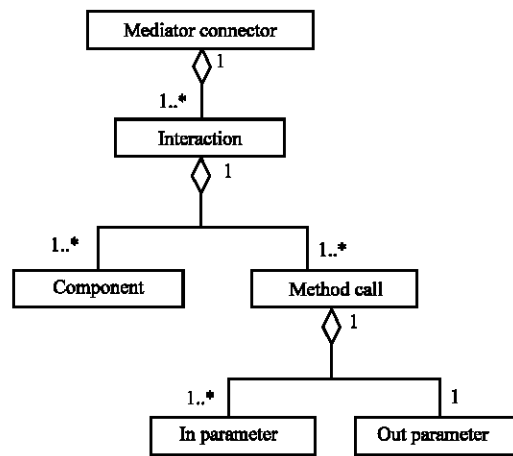 Mediator connector
1
1..*
Interaction
1
1..*
1..*
Component
Method call
1
1..*
1
In parameter
Out parameter